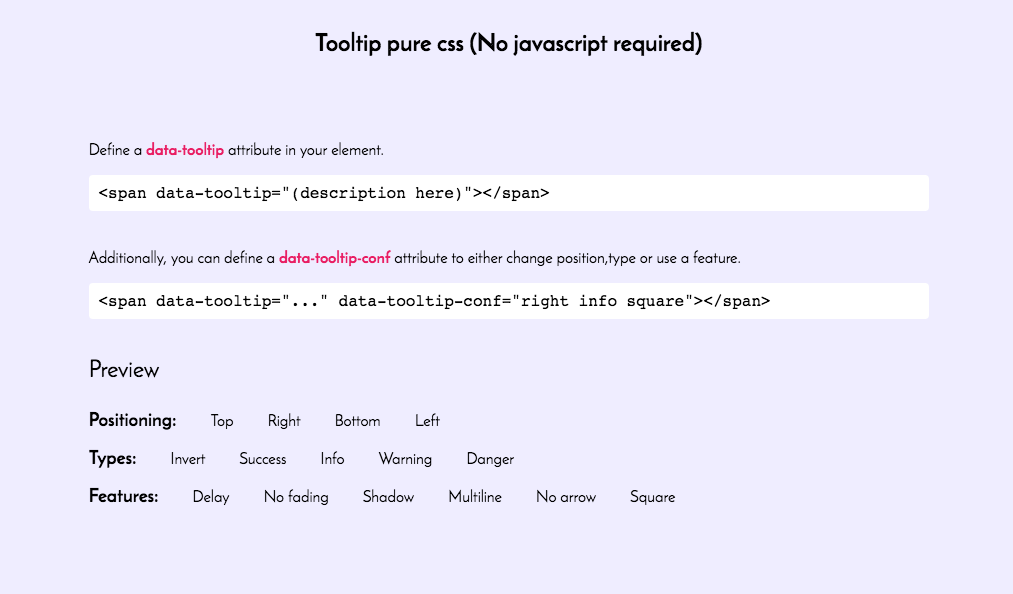 Tooltip pure css (No javascript required)
Define a data-tooltip attribute in your element.
<span data-tooltip="(description here)"></span>
Additionally, you can define a data-tooltip-conf attribute to either change position,type or use a feature.
<span data-tooltip="..." data-tooltip-conf="right info square"></span>
Preview
Positioning: Top Right Bottom Left
Types: Invert Success Info Warning Danger
Features: Delay No fading Shadow Multiline No arrow Square